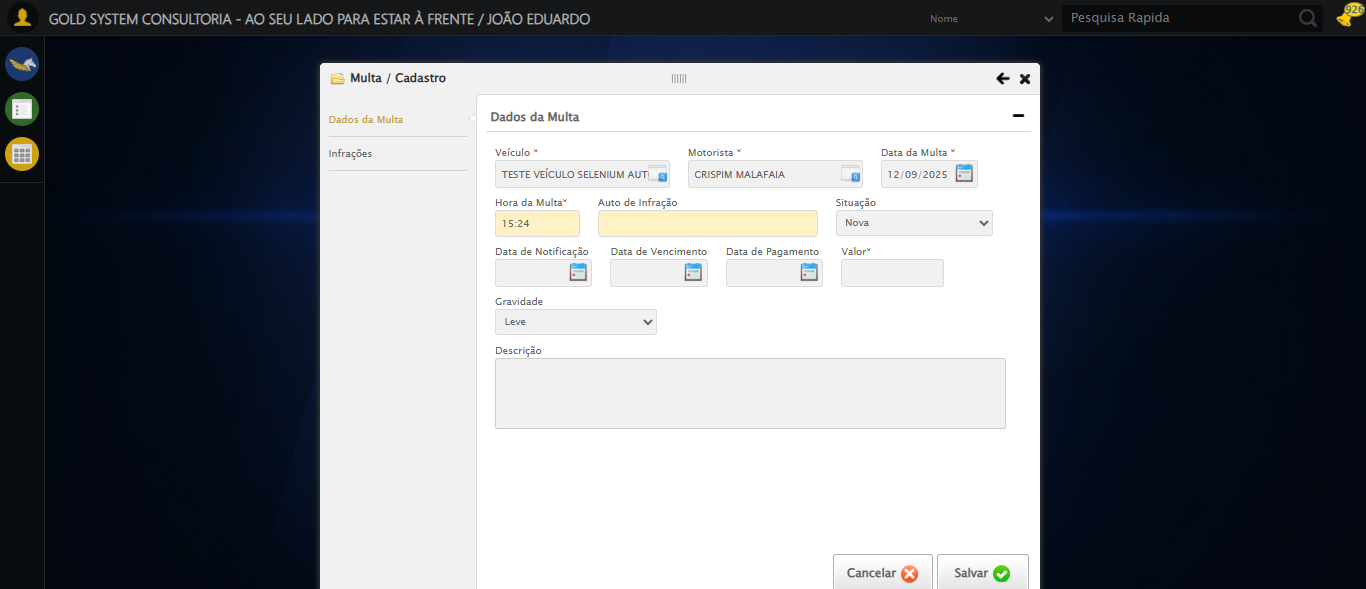 GOLD SYSTEM CONSULTORIA - AO SEU LADO PARA ESTAR À FRENTE / JOÃO EDUARDO
Nome
Pesquisa Rapida
926
Multa / Cadastro
Dados da Multa
Infrações
Dados da Multa
Veículo * Motorista * Data da Multa *
TESTE VEÍCULO SELENIUM AUT CRISPIM MALAFAIA 12/09/2025
Hora da Multa* Auto de Infração Situação
15:24 Nova
Data de Notificação Data de Vencimento Data de Pagamento Valor*
Gravidade
Leve
Descrição
Cancelar Salvar